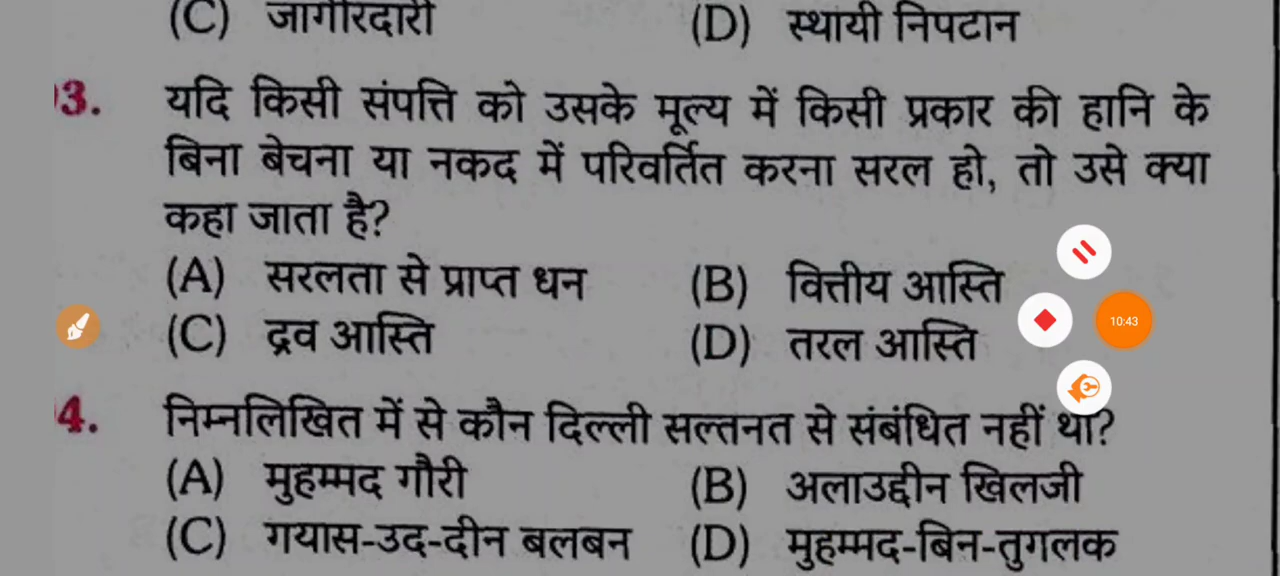 (C) जागीरदारी (D) स्थायी निपटान
3. यदि किसी संपत्ति को उसके मूल्य में किसी प्रकार की हानि के
बिना बेचना या नकद में परिवर्तित करना सरल हो, तो उसे क्या
कहा जाता है?
(A) सरलता से प्राप्त धन (B) वित्तीय आस्ति
(C) द्रव आस्ति (D) तरल आस्ति
10:43
4. निम्नलिखित में से कौन दिल्ली सल्तनत से संबंधित नहीं था?
(A) मुहम्मद गौरी (B) अलाउद्दीन खिलजी
(C) गयास-उद-दीन बलबन (D) मुहम्मद-बिन-तुगलक